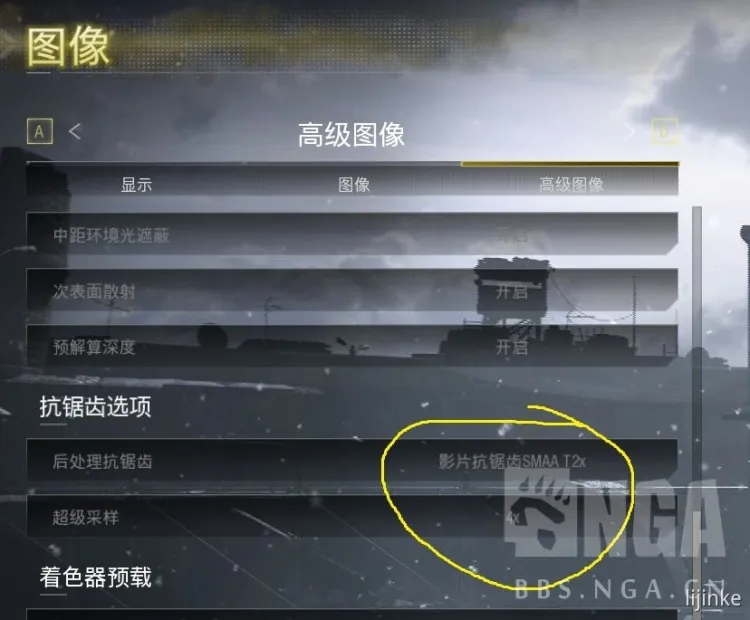 图像
A
高级图像
D
显示 图像 高级图像
中距环境光遮蔽 开启
次表面散射 开启
预解算深度 开启
抗锯齿选项
后处理抗锯齿 影片抗锯齿SMAA T2x
超级采样 4x
NGA
着色器预载
BBS.NGA.CN
lijinke